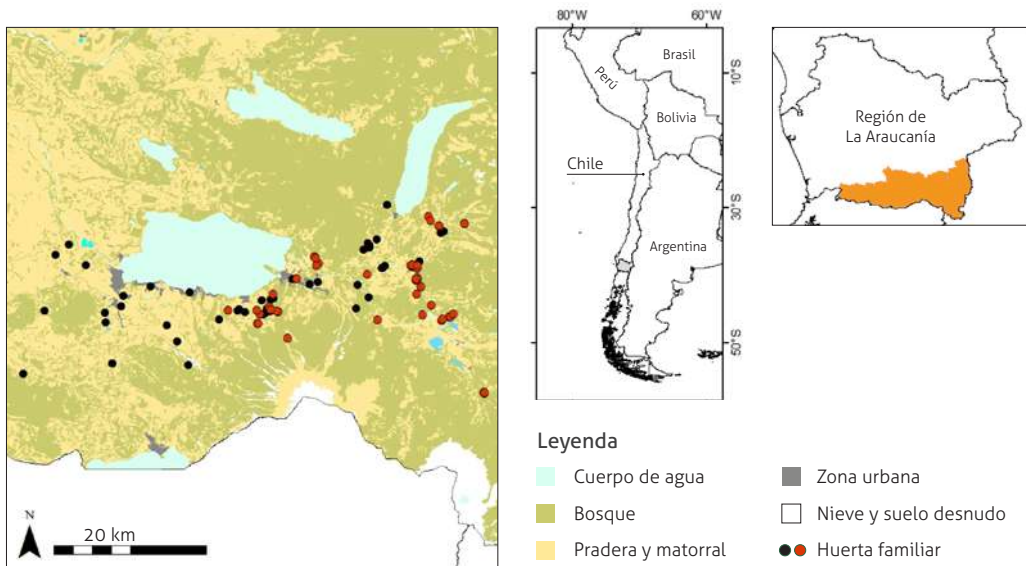 N
20 km
80°W
60°W
10°S
30°S
50°S
Brasil
Perú
Bolivia
Chile
Argentina
Región de
La Araucanía
Leyenda
Cuerpo de agua
Bosque
Pradera y matorral
Zona urbana
Nieve y suelo desnudo
Huerta familiar